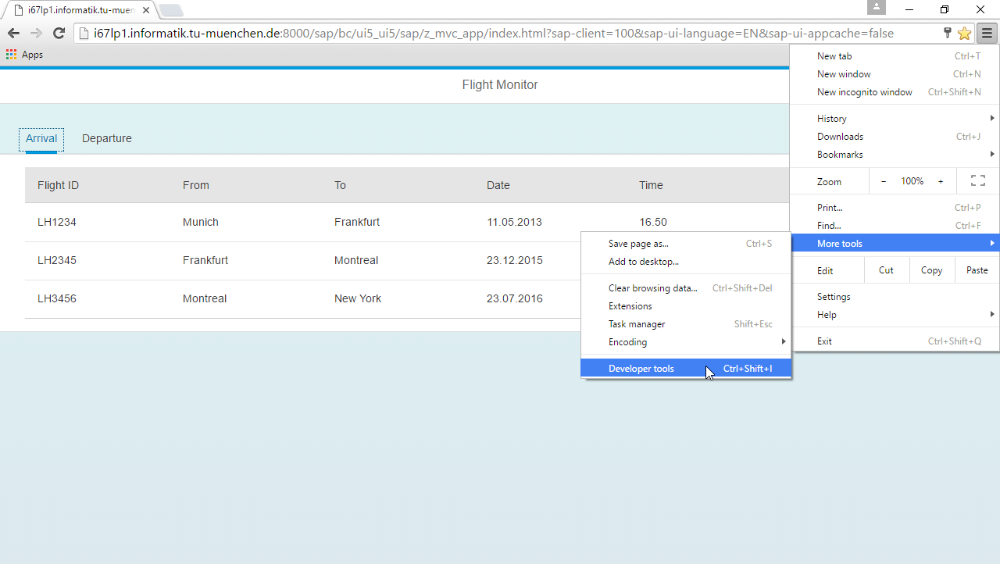 i67lp1.informatik.tu-muen
i67lp1.informatik.tu-muenchen.de:8000/sap/bc/ui5_ui5/sap/z_mvc_app/index.html?sap-client=100&sap-ui-language=EN&sap-ui-appcache=false
Apps
Flight Monitor
Arrival Departure
Flight ID From To Date Time
LH1234 Munich Frankfurt 11.05.2013 16.50
LH2345 Frankfurt Montreal 23.12.2015
LH3456 Montreal New York 23.07.2016
New tab Ctrl+T
New window Ctrl+N
New incognito window Ctrl+Shift+N
History
Downloads Ctrl+J
Bookmarks
Zoom − 100% +
Print... Ctrl+P
Find... Ctrl+F
More tools
Edit Cut Copy Paste
Settings
Help
Exit Ctrl+Shift+Q
Save page as... Ctrl+S
Add to desktop...
Clear browsing data... Ctrl+Shift+Del
Extensions
Task manager Shift+Esc
Encoding
Developer tools Ctrl+Shift+I